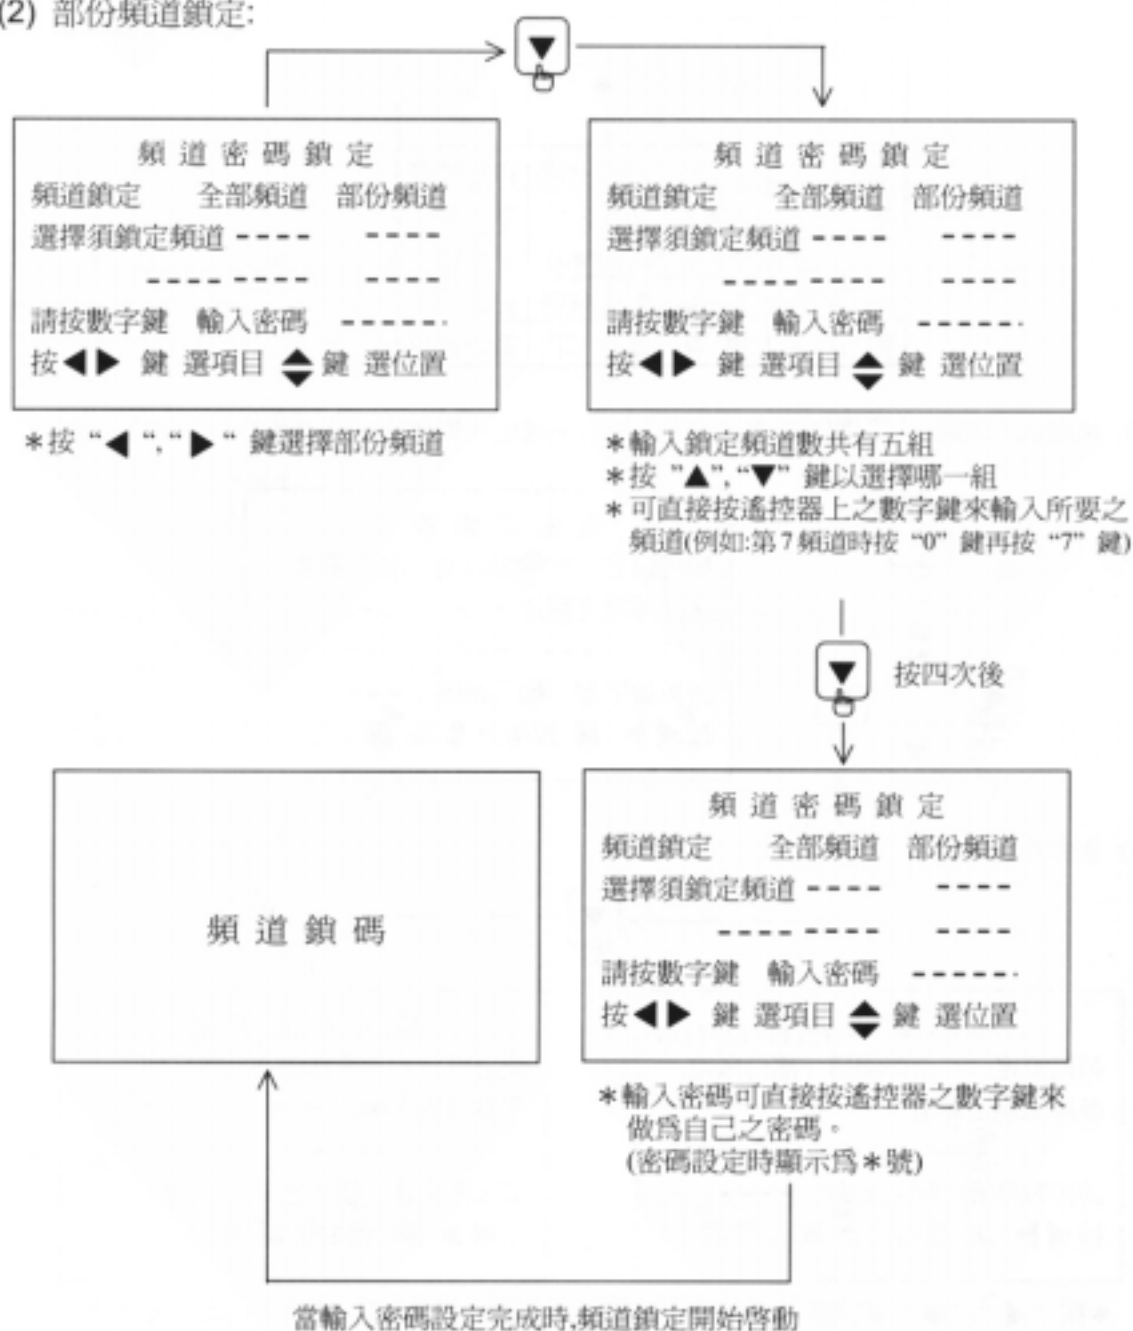 (2) 部份頻道鎖定:
▼
頻道密碼鎖定
頻道鎖定 全部頻道 部份頻道
選擇須鎖定頻道 ---- ----
---- ---- ----
請按數字鍵 輸入密碼 ------
按◀▶ 鍵 選項目 ▲▼ 鍵 選位置
＊按 “◀ “, “ ▶ “ 鍵選擇部份頻道
頻道密碼鎖定
頻道鎖定 全部頻道 部份頻道
選擇須鎖定頻道 ---- ----
---- ---- ----
請按數字鍵 輸入密碼 ------
按◀▶ 鍵 選項目 ▲▼ 鍵 選位置
＊輸入鎖定頻道數共有五組
＊按 ”▲”, “▼” 鍵以選擇哪一組
＊可直接按遙控器上之數字鍵來輸入所要之
頻道(例如:第7頻道時按 “0” 鍵再按 “7” 鍵)
▼ 按四次後
頻道密碼鎖定
頻道鎖定 全部頻道 部份頻道
選擇須鎖定頻道 ---- ----
---- ---- ----
請按數字鍵 輸入密碼 ------
按◀▶ 鍵 選項目 ▲▼ 鍵 選位置
＊輸入密碼可直接按遙控器之數字鍵來
做爲自己之密碼。
(密碼設定時顯示爲＊號)
頻道鎖碼
當輸入密碼設定完成時,頻道鎖定開始啓動